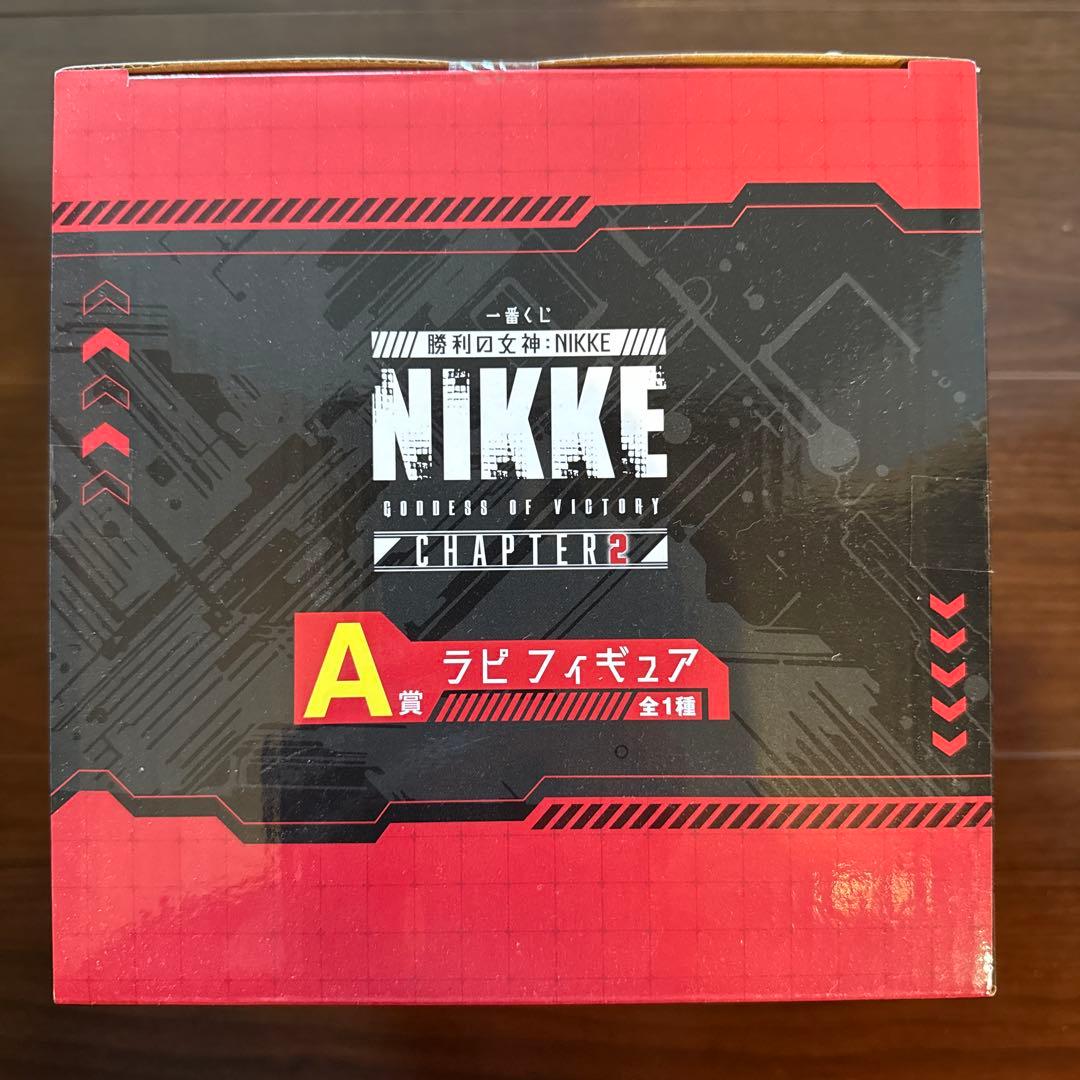 一番くじ
勝利の女神:NIKKE
NIKKE
GODDESS OF VICTORY
CHAPTER2
A賞
ラピ フィギュア
全1種